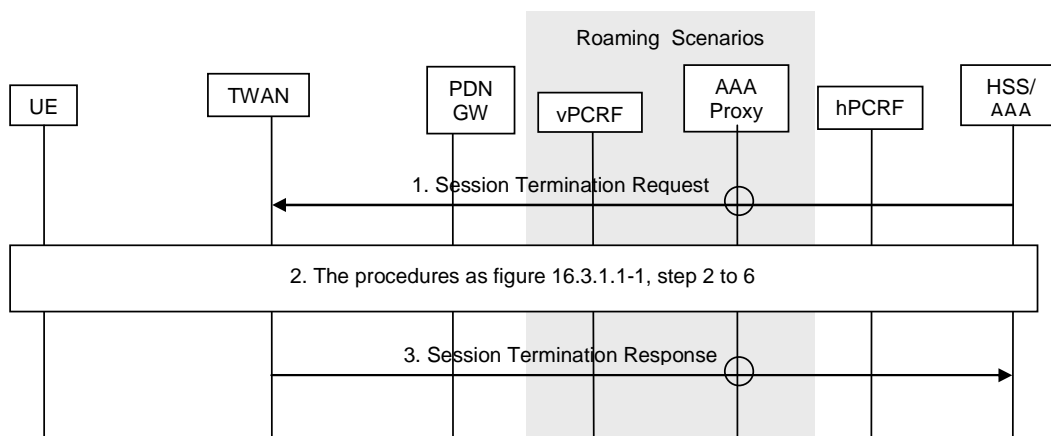 Roaming Scenarios
UE
TWAN
PDN
GW
vPCRF
AAA
Proxy
hPCRF
HSS/
AAA
1. Session Termination Request
2. The procedures as figure 16.3.1.1-1, step 2 to 6
3. Session Termination Response